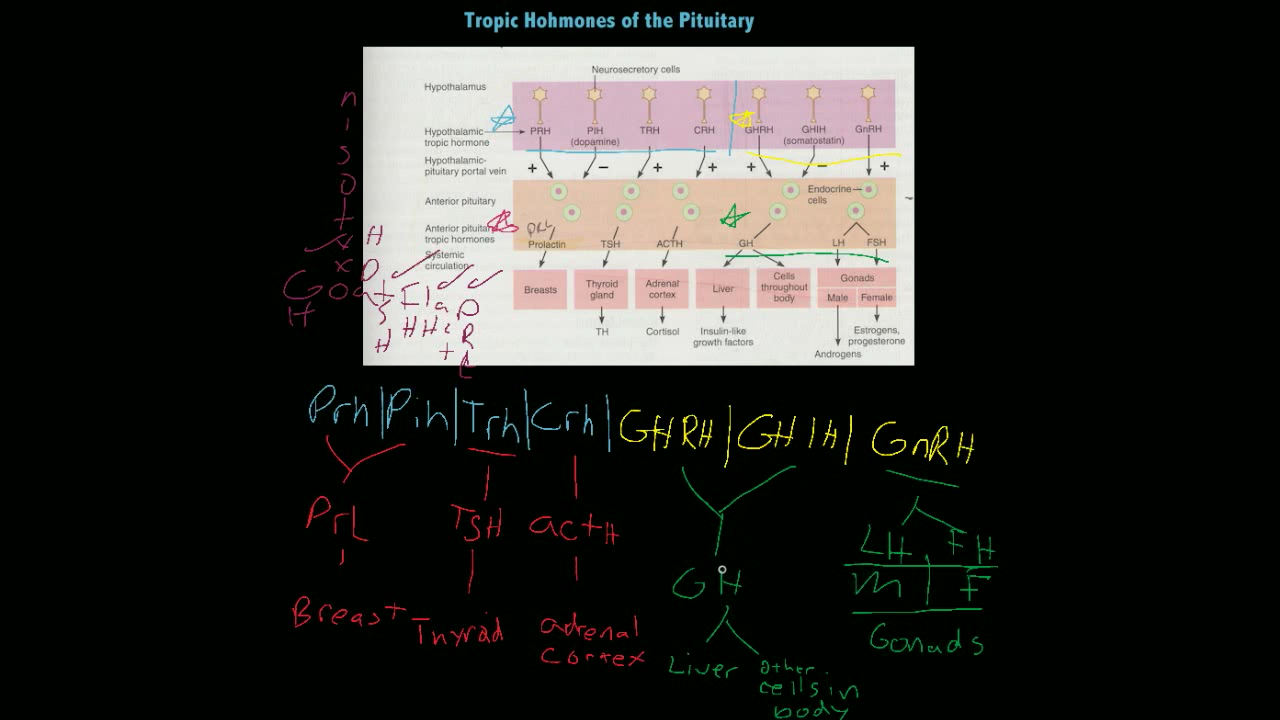 Tropic Hohmones of the Pituitary
Neurosecretory cells
Hypothalamus
Hypothalamic
tropic hormone
PRH
PIH
(dopamine)
TRH
CRH
GHRH
GHIH
(somatostatin)
GnRH
Hypothalamic-
pituitary portal vein
+
−
+
+
+
−
+
Anterior pituitary
Endocrine
cells
Anterior pituitary
tropic hormones
PRL
Prolactin
TSH
ACTH
GH
LH
FSH
Systemic
circulation
Breasts
Thyroid
gland
Adrenal
cortex
Liver
Cells
throughout
body
Gonads
Male
Female
TH
Cortisol
Insulin-like
growth factors
Estrogens,
progesterone
Androgens
Prh|Pih|Trh|Crh|GHRH|GHIH|GnRH
PrL
TSH
actH
GH
LH
FH
M
F
Breast
adrenal
cortex
Liver
other
cells in
body
Gonads